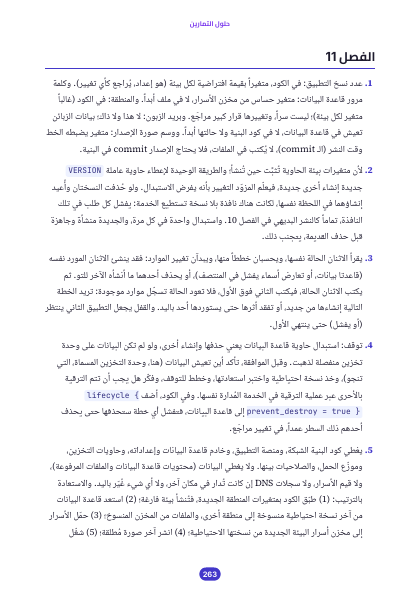 حلول التمارين
الفصل 11
1. عدد نسخ التطبيق: في الكود، متغيراً بقيمة افتراضية لكل بيئة (هو إعداد، يُراجع كأي تغيير). وكلمة
مرور قاعدة البيانات: متغير حساس من مخزن الأسرار، لا في ملف أبداً. والمنطقة: في الكود (غالباً
متغير لكل بيئة)؛ ليست سراً، وتغييرها قرار كبير مراجَع. وبريد الزبون: لا هذا ولا ذاك؛ بيانات الزبائن
تعيش في قاعدة البيانات، لا في كود البنية ولا حالتها أبداً. ووسم صورة الإصدار: متغير يضبطه الخط
وقت النشر (الـ commit)، لا يُكتب في الملفات، فلا يحتاج الإصدار commit في البنية.
2. لأن متغيرات بيئة الحاوية تُثبَّت حين تُنشأ؛ والطريقة الوحيدة لإعطاء حاوية عاملة VERSION
جديدة إنشاء أخرى جديدة، فيعلّم المزوّد التغيير بأنه يفرض الاستبدال. ولو حُذفت النسختان وأُعيد
إنشاؤهما في اللحظة نفسها، لكانت هناك نافذة بلا نسخة تستطيع الخدمة: يفشل كل طلب في تلك
النافذة، تماماً كالنشر البديهي في الفصل 10. واستبدال واحدة في كل مرة، والجديدة منشأة وجاهزة
قبل حذف القديمة، يتجنب ذلك.
3. يقرأ الاثنان الحالة نفسها، ويحسبان خططاً منها، ويبدآن تغيير الموارد: فقد ينشئ الاثنان المورد نفسه
(قاعدتا بيانات، أو تعارض أسماء يفشل في المنتصف)، أو يحذف أحدهما ما أنشأه الآخر للتو. ثم
يكتب الاثنان الحالة، فيكتب الثاني فوق الأول، فلا تعود الحالة تسجّل موارد موجودة: تريد الخطة
التالية إنشاءها من جديد، أو تفقد أثرها حتى يستوردها أحد باليد. والقفل يجعل التطبيق الثاني ينتظر
(أو يفشل) حتى ينتهي الأول.
4. توقف: استبدال حاوية قاعدة البيانات يعني حذفها وإنشاء أخرى، ولو لم تكن البيانات على وحدة
تخزين منفصلة لذهبت. وقبل الموافقة، تأكد أين تعيش البيانات (هنا، وحدة التخزين المسماة، التي
تنجو)، وخذ نسخة احتياطية واختبر استعادتها، وخطط للتوقف، وفكّر هل يجب أن تتم الترقية
بالأحرى عبر عملية الترقية في الخدمة المُدارة نفسها. وفي الكود، أضف lifecycle {
prevent_destroy = true } إلى قاعدة البيانات، فتفشل أي خطة ستحذفها حتى يحذف
أحدهم ذلك السطر عمداً، في تغيير مراجَع.
5. يغطي كود البنية الشبكة، ومنصة التطبيق، وخادم قاعدة البيانات وإعداداته، وحاويات التخزين،
وموزّع الحمل، والصلاحيات بينها. ولا يغطي البيانات (محتويات قاعدة البيانات والملفات المرفوعة)،
ولا قيم الأسرار، ولا سجلات DNS إن كانت تُدار في مكان آخر، ولا أي شيء غُيّر باليد. والاستعادة
بالترتيب: (1) طبّق الكود بمتغيرات المنطقة الجديدة، فتُنشأ بيئة فارغة؛ (2) استعد قاعدة البيانات
من آخر نسخة احتياطية منسوخة إلى منطقة أخرى، والملفات من المخزن المنسوخ؛ (3) حمّل الأسرار
إلى مخزن أسرار البيئة الجديدة من نسختها الاحتياطية؛ (4) انشر آخر صورة مُطلقة؛ (5) شغّل
263